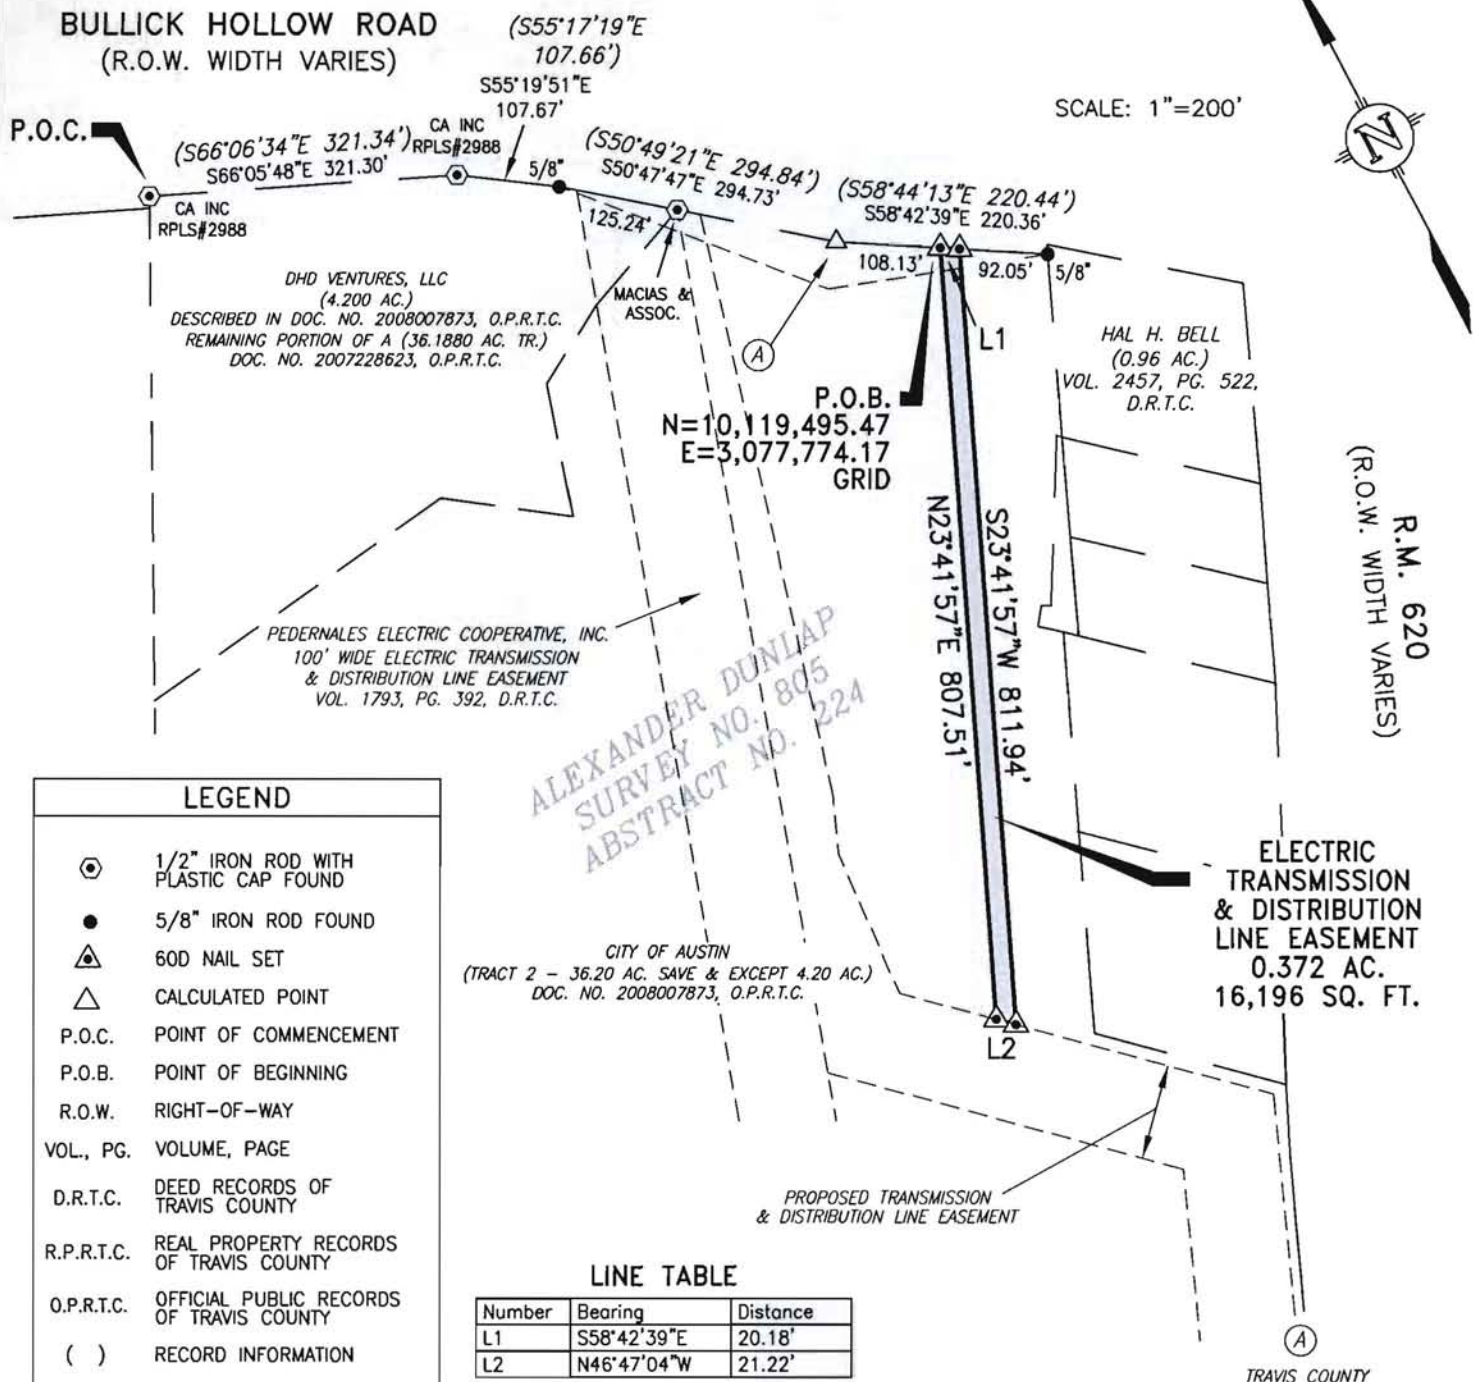 BULLICK HOLLOW ROAD
(R.O.W. WIDTH VARIES)
(S55°17'19"E
107.66')
S55°19'51"E
107.67'
SCALE: 1"=200'
N
P.O.C.
(S66°06'34"E 321.34')
S66°05'48"E 321.30'
CA INC
RPLS#2988
CA INC
RPLS#2988
5/8"
(S50°49'21"E 294.84')
S50°47'47"E 294.73'
(S58°44'13"E 220.44')
S58°42'39"E 220.36'
125.24'
108.13'
92.05'
5/8"
MACIAS &
ASSOC.
A
L1
DHD VENTURES, LLC
(4.200 AC.)
DESCRIBED IN DOC. NO. 2008007873, O.P.R.T.C.
REMAINING PORTION OF A (36.1880 AC. TR.)
DOC. NO. 2007228623, O.P.R.T.C.
HAL H. BELL
(0.96 AC.)
VOL. 2457, PG. 522,
D.R.T.C.
P.O.B.
N=10,119,495.47
E=3,077,774.17
GRID
N23°41'57"E 807.51'
S23°41'57"W 811.94'
R.M. 620
(R.O.W. WIDTH VARIES)
PEDERNALES ELECTRIC COOPERATIVE, INC.
100' WIDE ELECTRIC TRANSMISSION
& DISTRIBUTION LINE EASEMENT
VOL. 1793, PG. 392, D.R.T.C.
ALEXANDER DUNLAP
SURVEY NO. 805
ABSTRACT NO. 224
ELECTRIC
TRANSMISSION
& DISTRIBUTION
LINE EASEMENT
0.372 AC.
16,196 SQ. FT.
CITY OF AUSTIN
(TRACT 2 - 36.20 AC. SAVE & EXCEPT 4.20 AC.)
DOC. NO. 2008007873, O.P.R.T.C.
L2
PROPOSED TRANSMISSION
& DISTRIBUTION LINE EASEMENT
LEGEND
1/2" IRON ROD WITH
PLASTIC CAP FOUND
5/8" IRON ROD FOUND
60D NAIL SET
CALCULATED POINT
P.O.C. POINT OF COMMENCEMENT
P.O.B. POINT OF BEGINNING
R.O.W. RIGHT-OF-WAY
VOL., PG. VOLUME, PAGE
D.R.T.C. DEED RECORDS OF
TRAVIS COUNTY
R.P.R.T.C. REAL PROPERTY RECORDS
OF TRAVIS COUNTY
O.P.R.T.C. OFFICIAL PUBLIC RECORDS
OF TRAVIS COUNTY
( ) RECORD INFORMATION
LINE TABLE
Number Bearing Distance
L1 S58°42'39"E 20.18'
L2 N46°47'04"W 21.22'
A
TRAVIS COUNTY